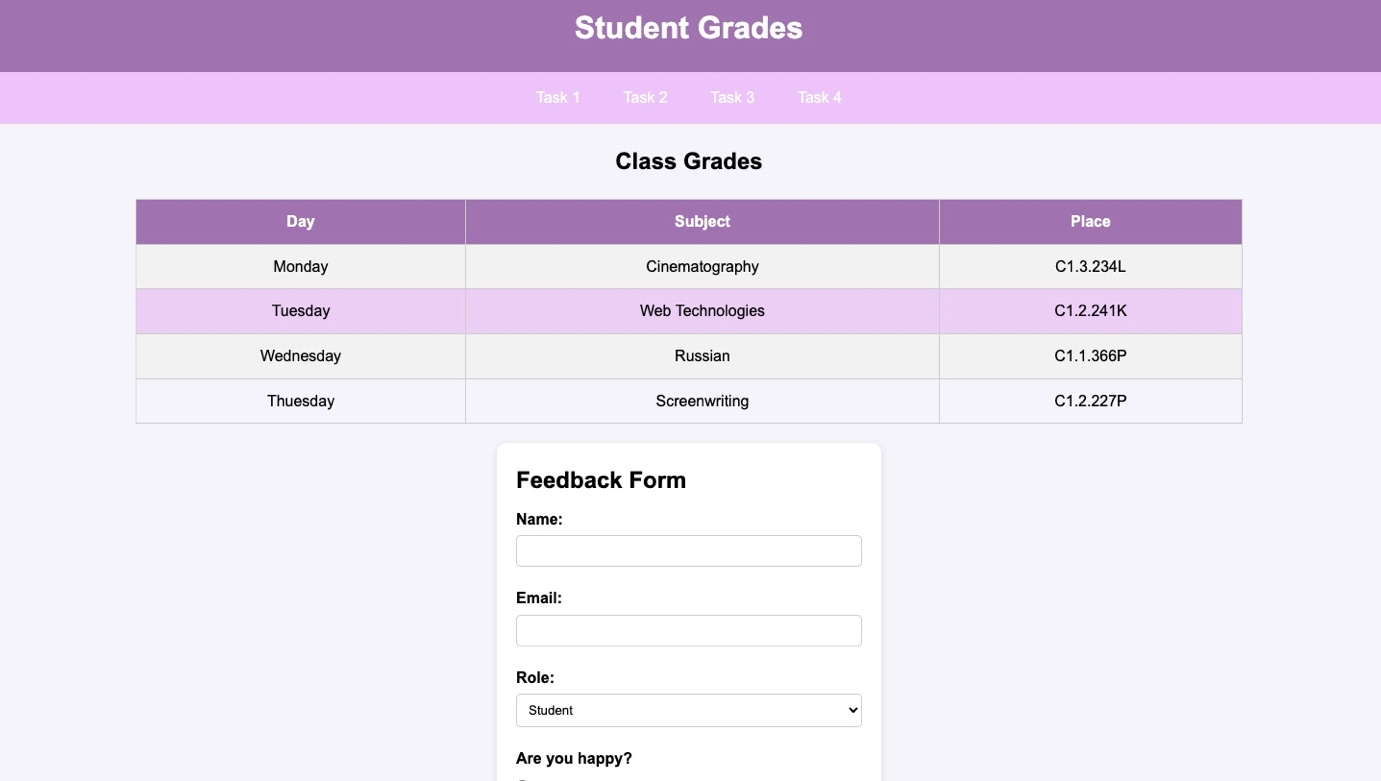 Student Grades
Task 1 Task 2 Task 3 Task 4
Class Grades
Day Subject Place
Monday Cinematography C1.3.234L
Tuesday Web Technologies C1.2.241K
Wednesday Russian C1.1.366P
Thuesday Screenwriting C1.2.227P
Feedback Form
Name:
Email:
Role:
Student
Are you happy?